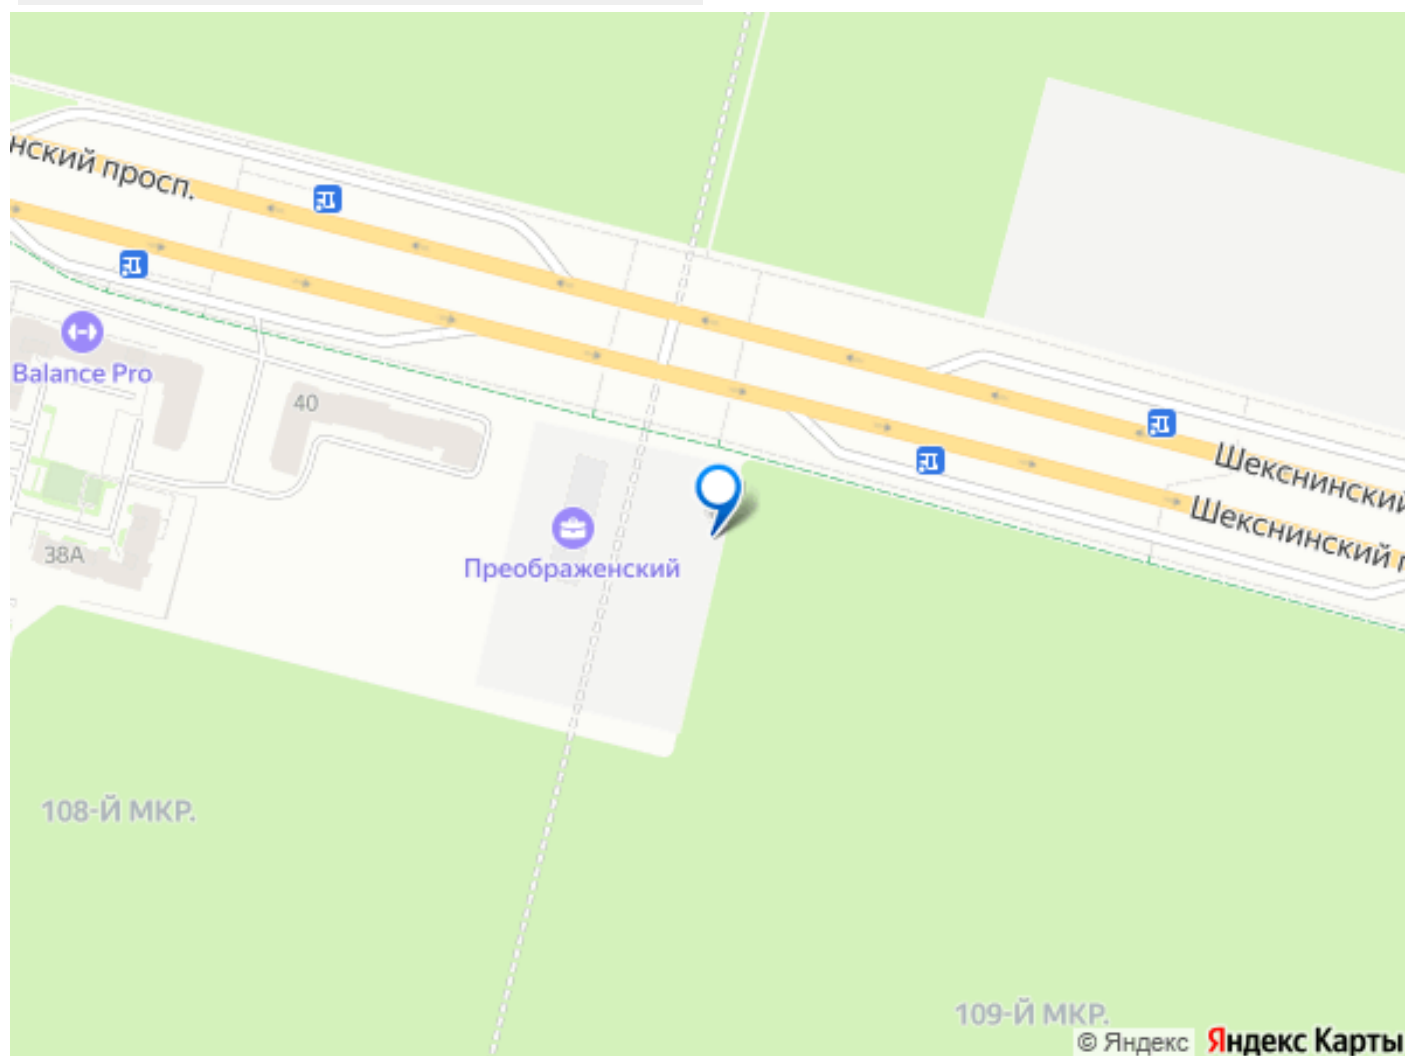 нский просп.
Balance Pro
40
Шекснинский
Шекснинский п
38А
Преображенский
108-Й МКР.
109-Й МКР.
© Яндекс Яндекс Карты